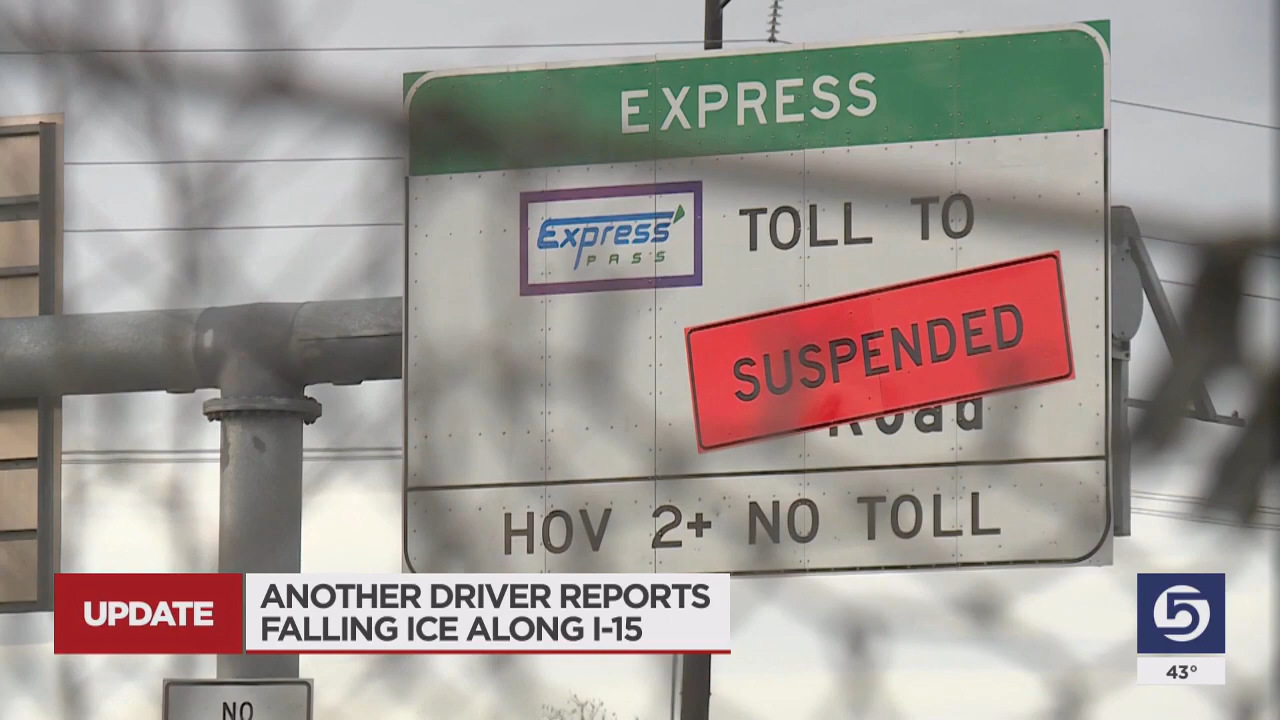 EXPRESS
Express
PASS
TOLL TO
SUSPENDED
Road
HOV 2+ NO TOLL
UPDATE
ANOTHER DRIVER REPORTS
FALLING ICE ALONG I-15
5
43°
NO